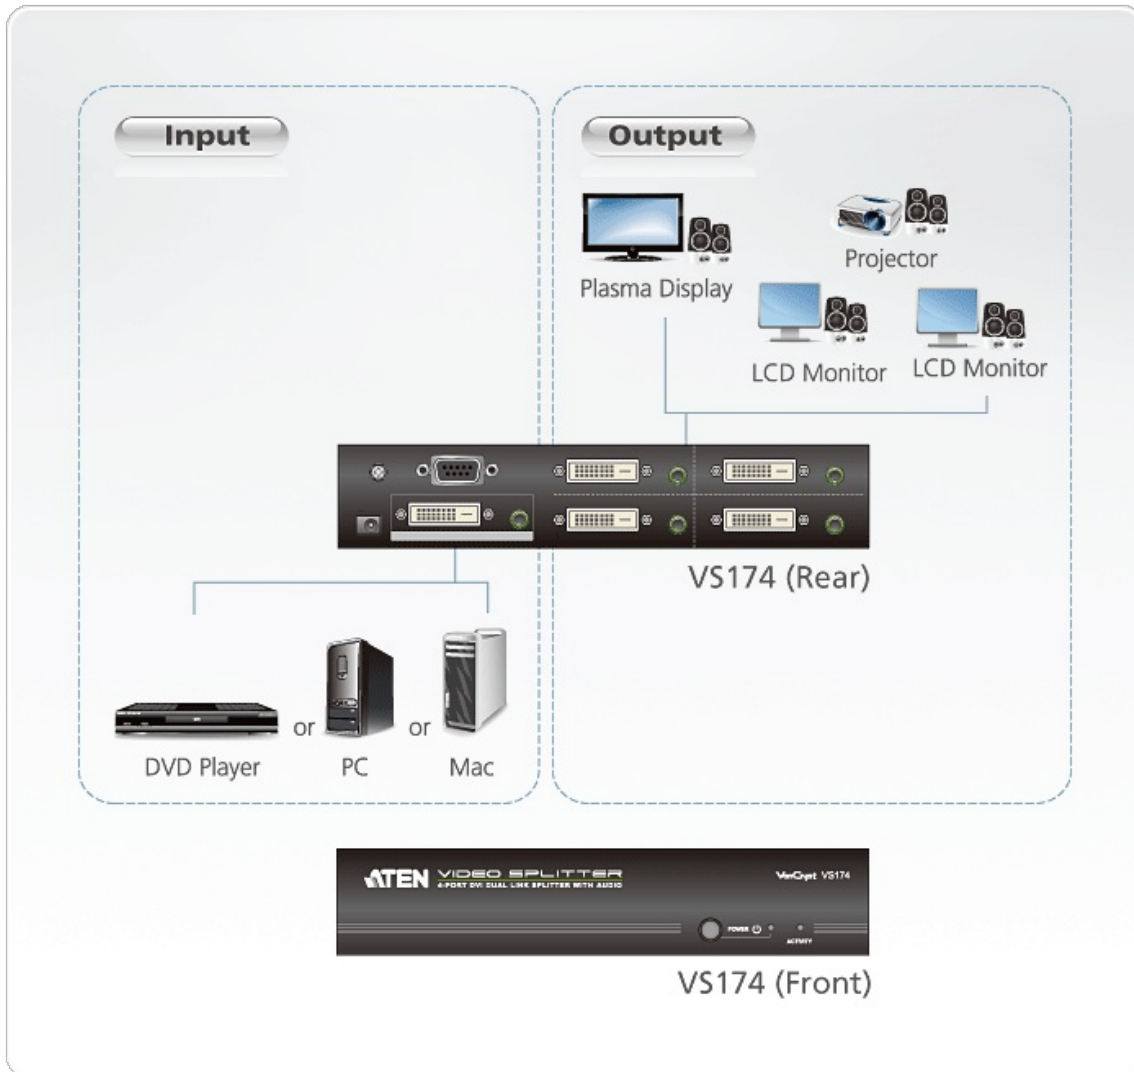 Input
Output
Plasma Display
Projector
LCD Monitor
LCD Monitor
VS174 (Rear)
DVD Player
or
PC
or
Mac
ATEN VIDEO SPLITTER
4-PORT DVI DUAL LINK SPLITTER WITH AUDIO
VanCryst VS174
POWER
ACTIVITY
VS174 (Front)